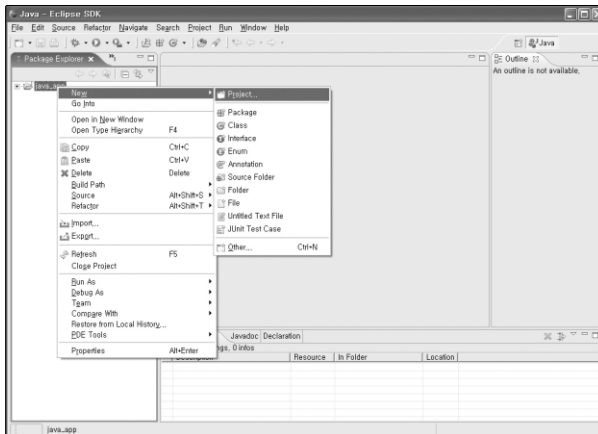 Java - Eclipse SDK
File Edit Source Refactor Navigate Search Project Run Window Help
Java
Package Explorer
Outline
An outline is not available.
java_app
New
Go Into
Open in New Window
Open Type Hierarchy F4
Copy Ctrl+C
Paste Ctrl+V
Delete Delete
Build Path
Source Alt+Shift+S
Refactor Alt+Shift+T
Import...
Export...
Refresh F5
Close Project
Run As
Debug As
Team
Compare With
Restore from Local History...
PDE Tools
Properties Alt+Enter
Project...
Package
Class
Interface
Enum
Annotation
Source Folder
Folder
File
Untitled Text File
JUnit Test Case
Other... Ctrl+N
Javadoc Declaration
ngs, 0 infos
Description Resource In Folder Location
java_app